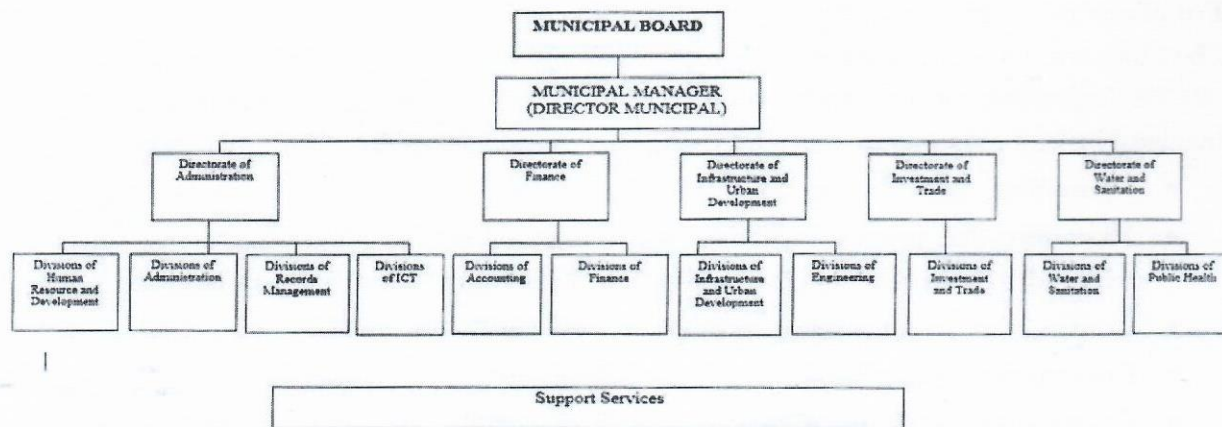 MUNICIPAL BOARD
MUNICIPAL MANAGER
(DIRECTOR MUNICIPAL)
Directorate of
Administration
Directorate of
Finance
Directorate of
Infrastructure and
Urban
Development
Directorate of
Investment and
Trade
Directorate of
Water and
Sanitation
Divisions of
Human
Resource and
Development
Divisions of
Administration
Divisions of
Records
Management
Divisions
of ICT
Divisions of
Accounting
Divisions of
Finance
Divisions of
Infrastructure
and Urban
Development
Divisions of
Engineering
Divisions of
Investment
and Trade
Divisions of
Water and
Sanitation
Divisions of
Public Health
Support Services